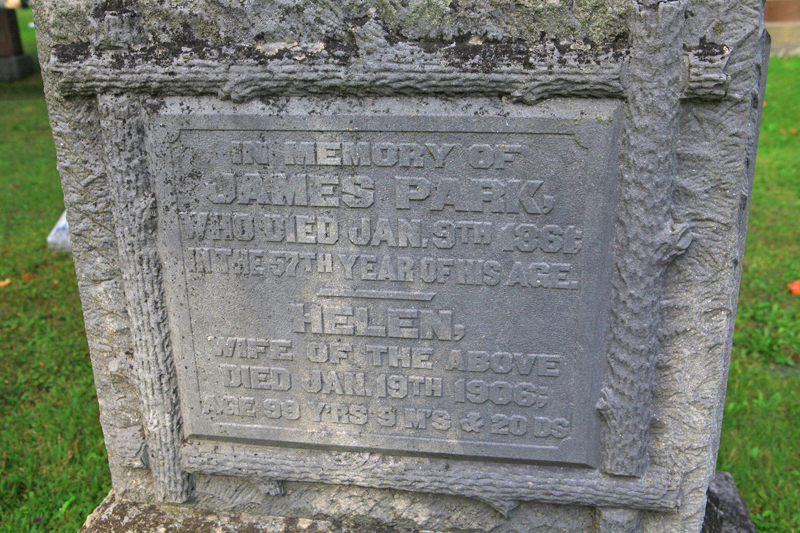 IN MEMORY OF
JAMES PARK,
WHO DIED JAN. 9TH 1861;
IN THE 57TH YEAR OF HIS AGE.
HELEN,
WIFE OF THE ABOVE
DIED JAN. 19TH 1906;
AGE 99 Y'RS 9 M'S & 20 DS